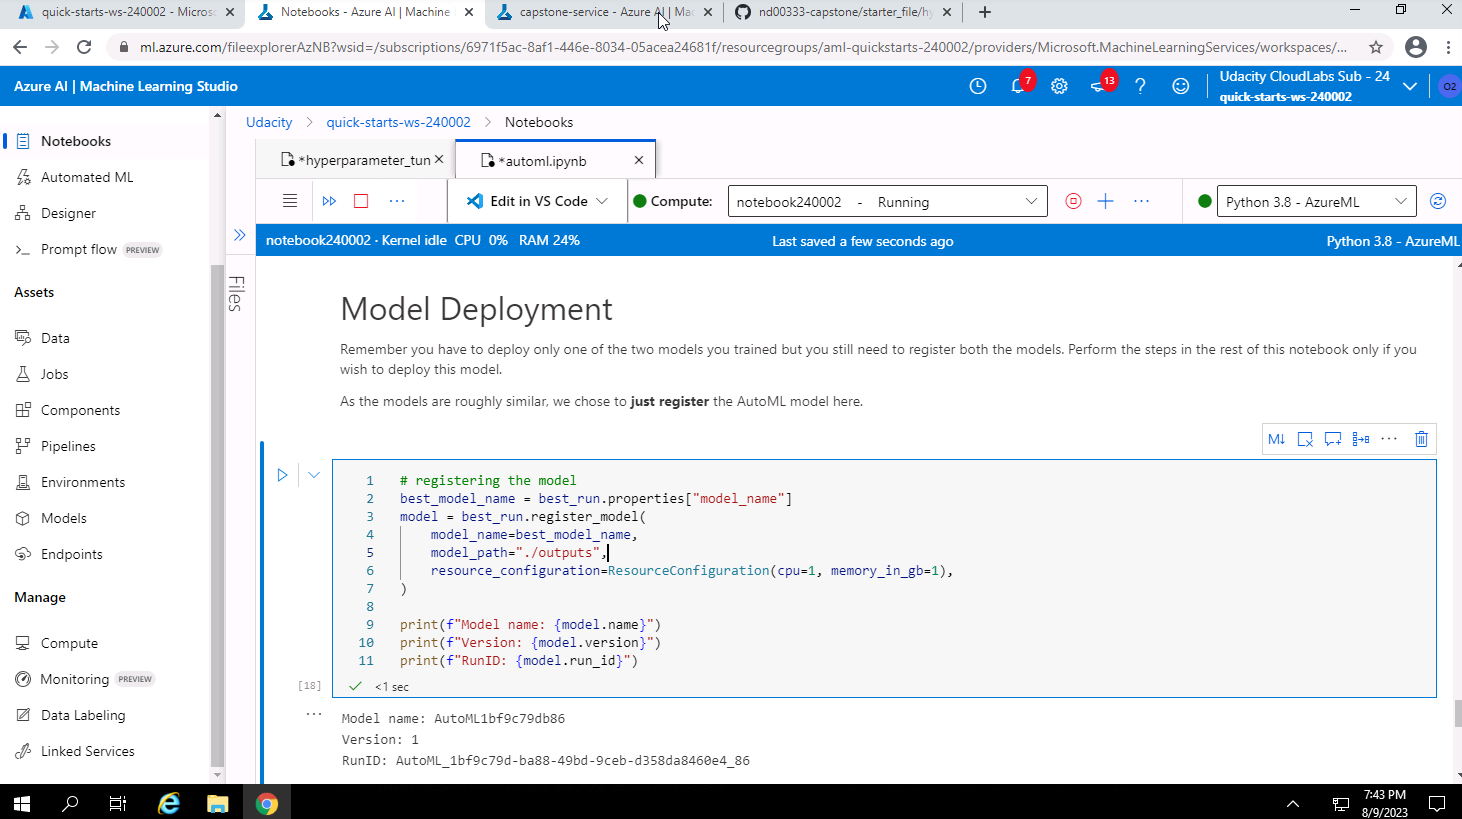 quick-starts-ws-240002 - Micros
Notebooks - Azure AI | Machine
capstone-service - Azure AI | Mac
nd00333-capstone/starter_file/hy
ml.azure.com/fileexplorerAzNB?wsid=/subscriptions/6971f5ac-8af1-446e-8034-05acea24681f/resourcegroups/aml-quickstarts-240002/providers/Microsoft.MachineLearningServices/workspaces/...
Azure AI | Machine Learning Studio
7
13
Udacity CloudLabs Sub - 24
quick-starts-ws-240002
O2
Udacity > quick-starts-ws-240002 > Notebooks
Notebooks
Automated ML
Designer
Prompt flow PREVIEW
Assets
Data
Jobs
Components
Pipelines
Environments
Models
Endpoints
Manage
Compute
Monitoring PREVIEW
Data Labeling
Linked Services
Files
*hyperparameter_tun
*automl.ipynb
Edit in VS Code
Compute:
notebook240002 - Running
Python 3.8 - AzureML
notebook240002 · Kernel idle CPU 0% RAM 24%
Last saved a few seconds ago
Python 3.8 - AzureML
Model Deployment
Remember you have to deploy only one of the two models you trained but you still need to register both the models. Perform the steps in the rest of this notebook only if you
wish to deploy this model.
As the models are roughly similar, we chose to just register the AutoML model here.
M↓
1 # registering the model
2 best_model_name = best_run.properties["model_name"]
3 model = best_run.register_model(
4 model_name=best_model_name,
5 model_path="./outputs",
6 resource_configuration=ResourceConfiguration(cpu=1, memory_in_gb=1),
7 )
8
9 print(f"Model name: {model.name}")
10 print(f"Version: {model.version}")
11 print(f"RunID: {model.run_id}")
[18]
<1 sec
Model name: AutoML1bf9c79db86
Version: 1
RunID: AutoML_1bf9c79d-ba88-49bd-9ceb-d358da8460e4_86
7:43 PM
8/9/2023